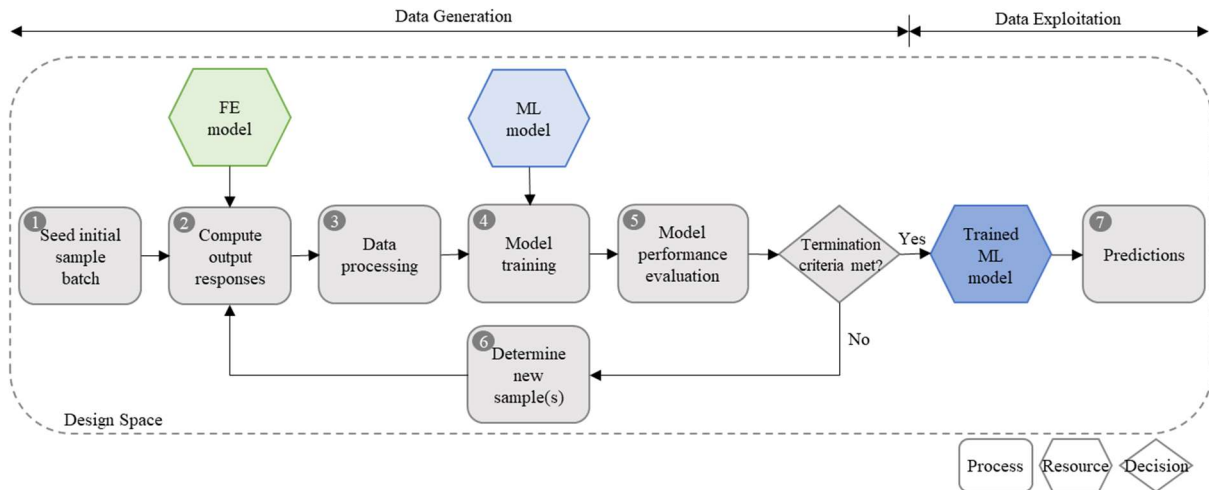 Data Generation
Data Exploitation
FE
model
ML
model
1
Seed initial
sample
batch
2
Compute
output
responses
3
Data
processing
4
Model
training
5
Model
performance
evaluation
Termination
criteria met?
Yes
Trained
ML
model
7
Predictions
No
6
Determine
new
sample(s)
Design Space
Process
Resource
Decision